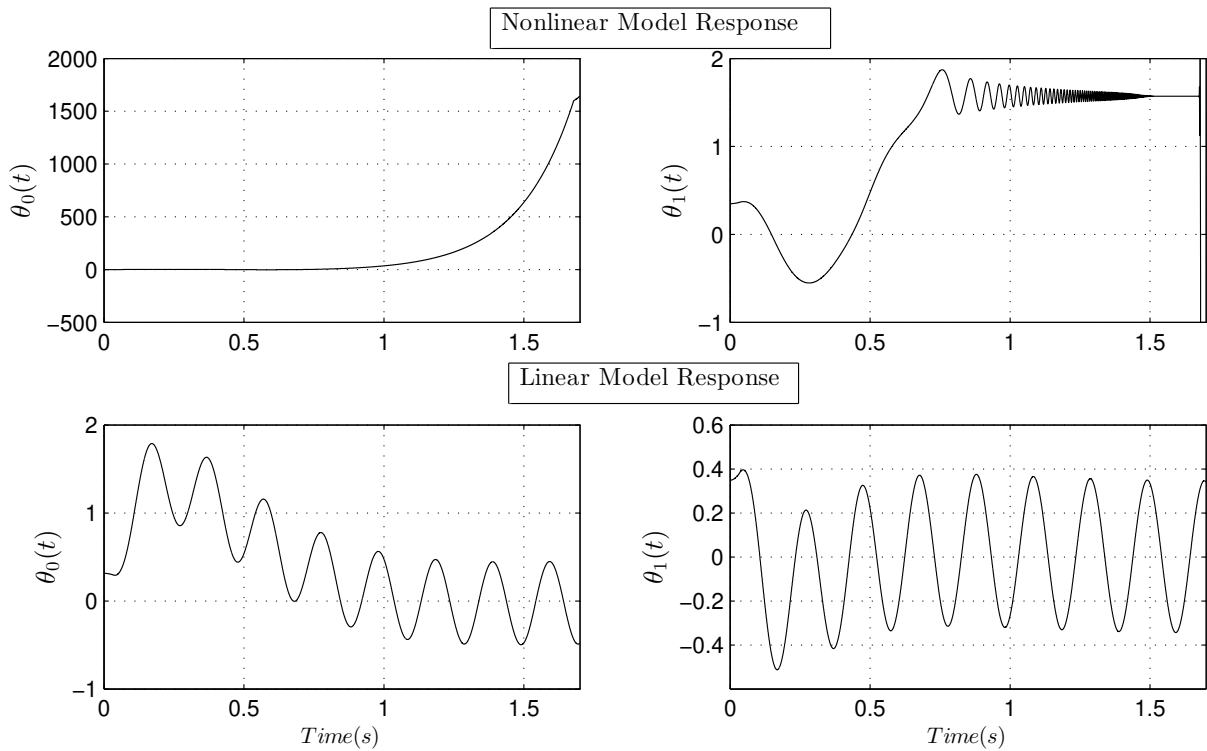 Nonlinear Model Response
2000
1500
1000
500
0
−500
θ₀(t)
0 0.5 1 1.5
2
1
0
−1
θ₁(t)
0 0.5 1 1.5
Linear Model Response
2
1
0
−1
θ₀(t)
0 0.5 1 1.5
Time(s)
0.6
0.4
0.2
0
−0.2
−0.4
θ₁(t)
0 0.5 1 1.5
Time(s)